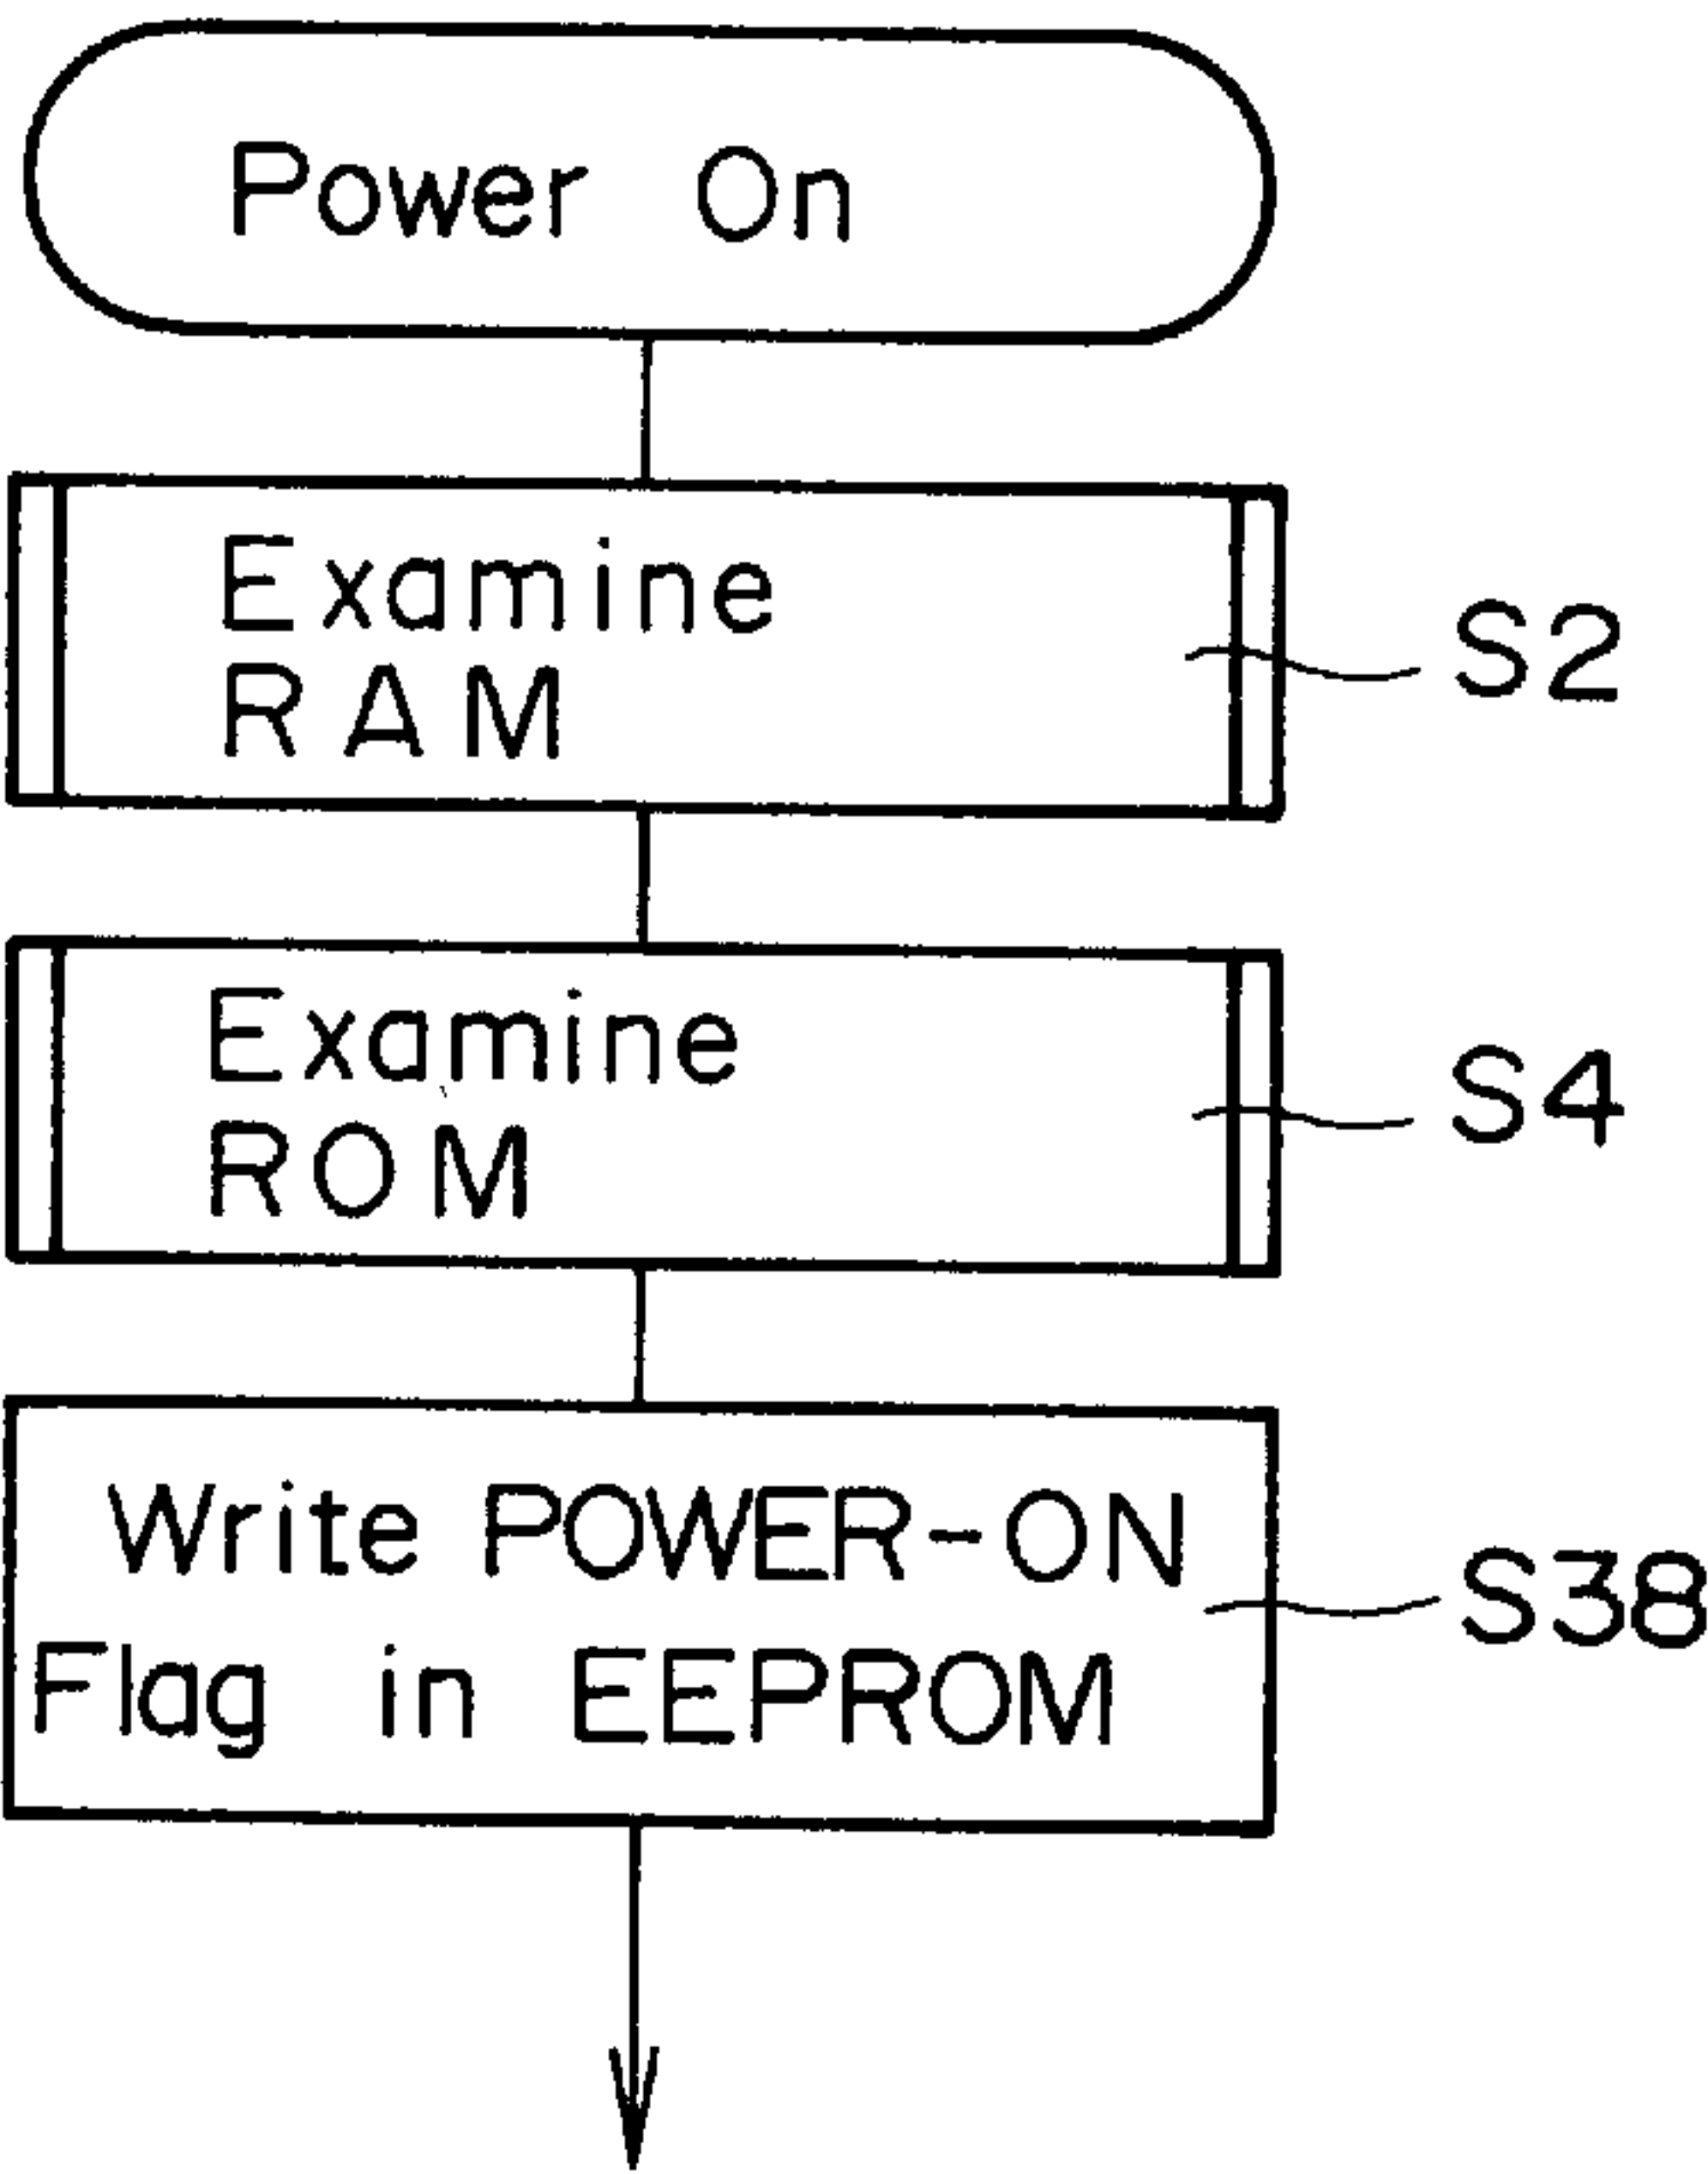 Power On
Examine
RAM
S2
Examine
ROM
S4
Write POWER-ON
Flag in EEPROM
S38